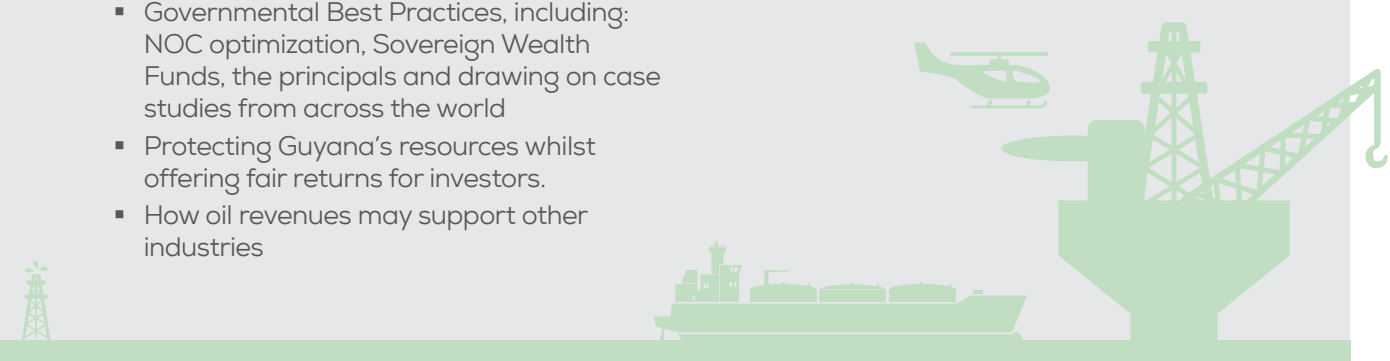 ▪ Governmental Best Practices, including:
NOC optimization, Sovereign Wealth
Funds, the principals and drawing on case
studies from across the world
▪ Protecting Guyana’s resources whilst
offering fair returns for investors.
▪ How oil revenues may support other
industries